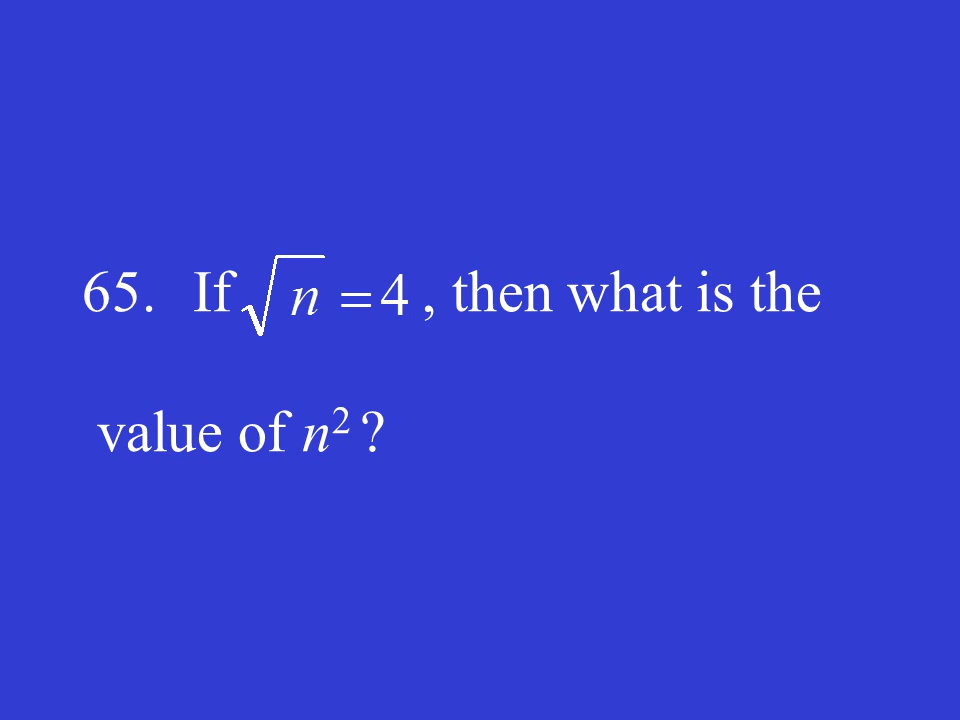 65. If √n = 4 , then what is the
value of n² ?